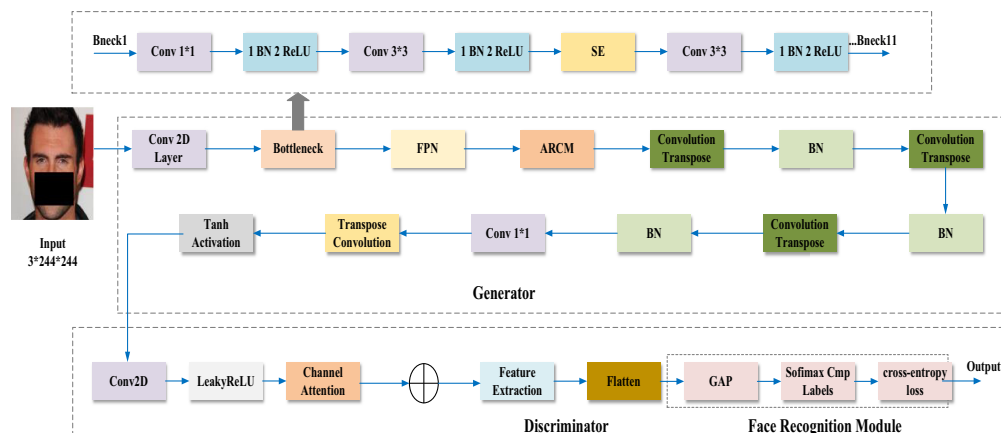 Bneck1
Conv 1*1
1 BN 2 ReLU
Conv 3*3
1 BN 2 ReLU
SE
Conv 3*3
1 BN 2 ReLU
...Bneck11
Conv 2D
Layer
Bottleneck
FPN
ARCM
Convolution
Transpose
BN
Convolution
Transpose
Input
3*244*244
Tanh
Activation
Transpose
Convolution
Conv 1*1
BN
Convolution
Transpose
BN
Generator
Conv2D
LeakyReLU
Channel
Attention
Feature
Extraction
Flatten
GAP
Sofimax Cmp
Labels
cross-entropy
loss
Output
Discriminator
Face Recognition Module